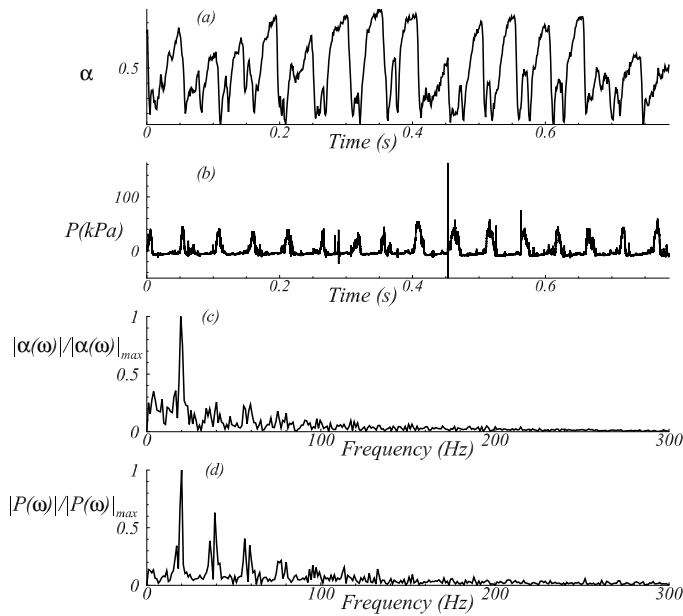 (a)
α
0.5
0 0.2 0.4 0.6
Time (s)
(b)
100
P(kPa)
0
0 0.2 0.4 0.6
Time (s)
(c)
1
|α(ω)|/|α(ω)|max
0.5
0
0 100 200 300
Frequency (Hz)
(d)
1
|P(ω)|/|P(ω)|max
0.5
0
0 100 200 300
Frequency (Hz)